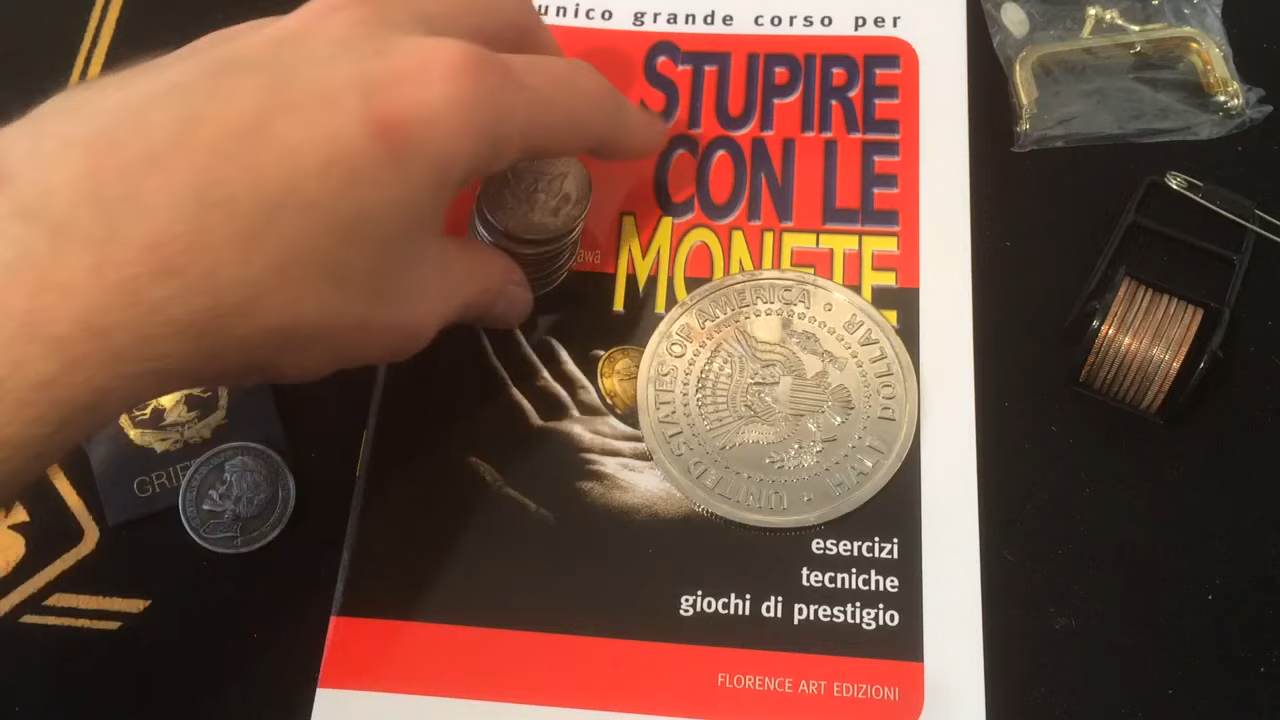 unico grande corso per
STUPIRE
CON LE
MONETE
esercizi
tecniche
giochi di prestigio
FLORENCE ART EDIZIONI
UNITED STATES OF AMERICA • HALF DOLLAR •